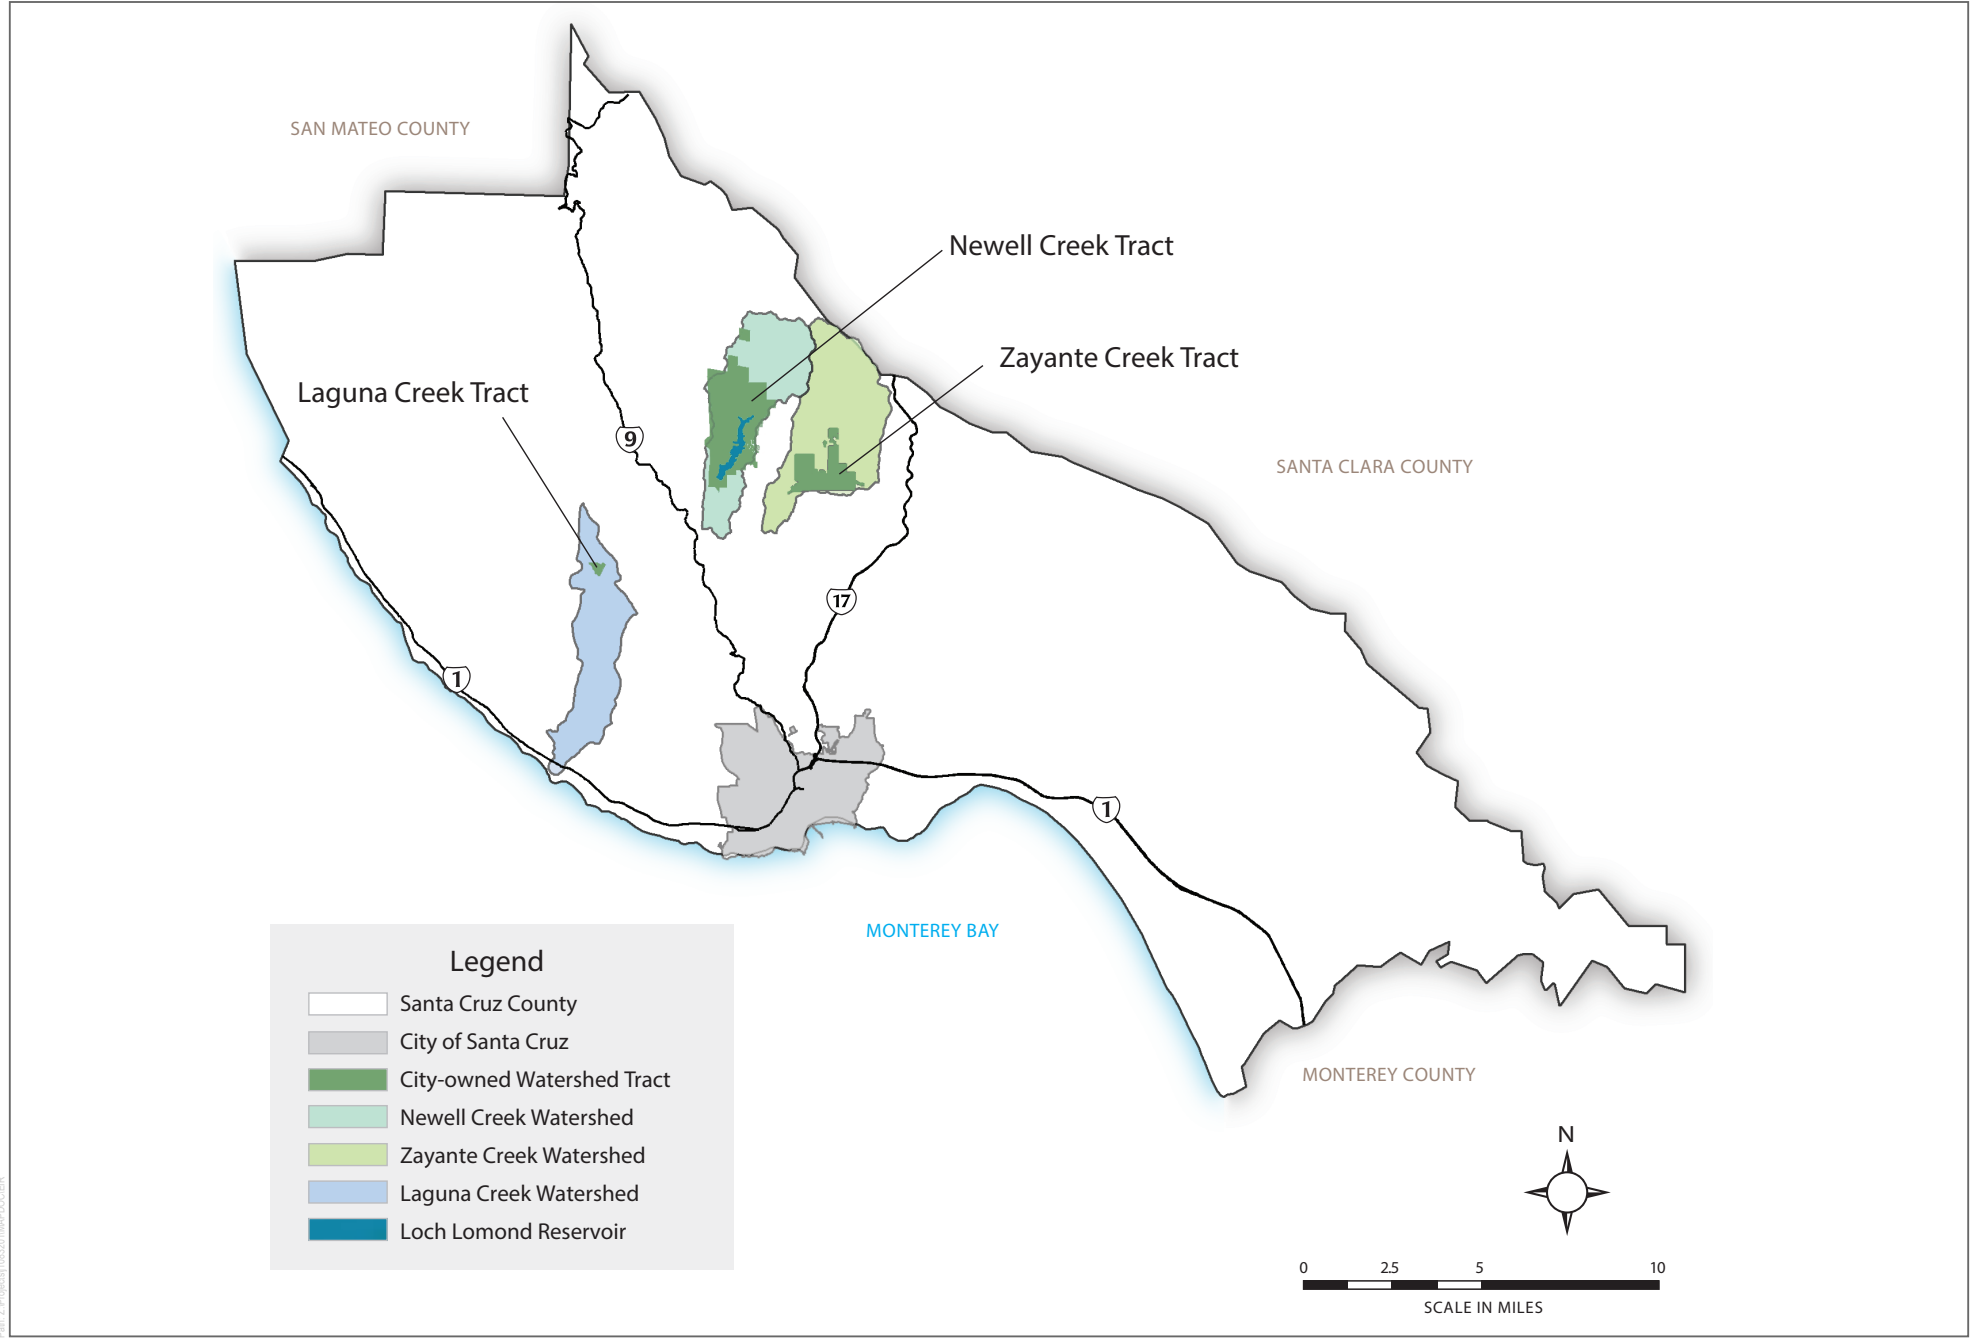 SAN MATEO COUNTY
Newell Creek Tract
Zayante Creek Tract
Laguna Creek Tract
9
SANTA CLARA COUNTY
17
1
1
MONTEREY BAY
Legend
Santa Cruz County
City of Santa Cruz
City-owned Watershed Tract
Newell Creek Watershed
Zayante Creek Watershed
Laguna Creek Watershed
Loch Lomond Reservoir
MONTEREY COUNTY
N
0 2.5 5 10
SCALE IN MILES